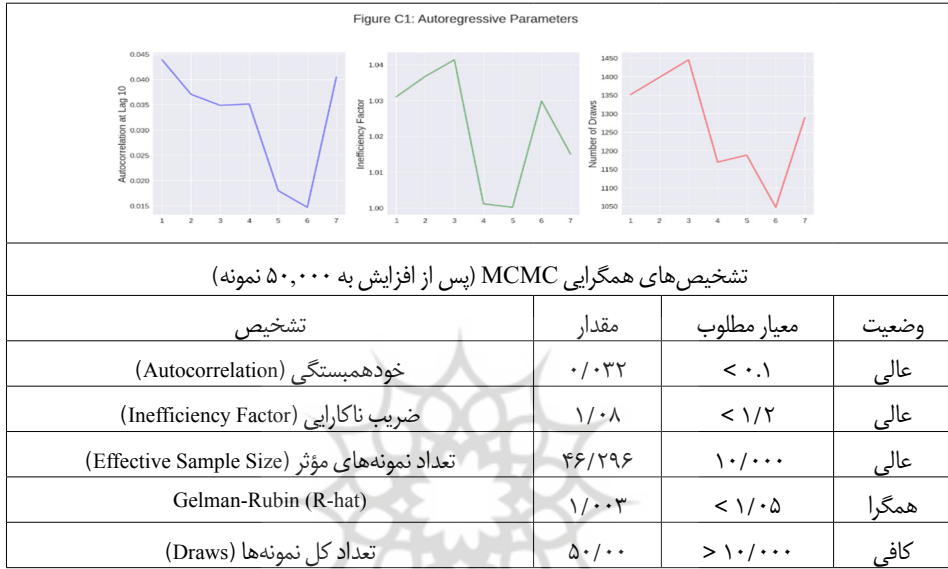 Figure C1: Autoregressive Parameters
Autocorrelation at Lag 10
0.045
0.040
0.035
0.030
0.025
0.020
0.015
1 2 3 4 5 6 7
Inefficiency Factor
1.04
1.03
1.02
1.01
1.00
1 2 3 4 5 6 7
Number of Draws
1450
1400
1350
1300
1250
1200
1150
1100
1050
1 2 3 4 5 6 7
تشخیص‌های همگرایی MCMC (پس از افزایش به ۵۰,۰۰۰ نمونه)
تشخیص مقدار معیار مطلوب وضعیت
خودهمبستگی (Autocorrelation) ۰/۰۳۲ < ۰.۱ عالی
ضریب ناکارایی (Inefficiency Factor) ۱/۰۸ < ۱/۲ عالی
تعداد نمونه‌های مؤثر (Effective Sample Size) ۴۶/۲۹۶ ۱۰/۰۰۰ عالی
Gelman-Rubin (R-hat) ۱/۰۰۳ < ۱/۰۵ همگرا
تعداد کل نمونه‌ها (Draws) ۵۰/۰۰ > ۱۰/۰۰۰ کافی